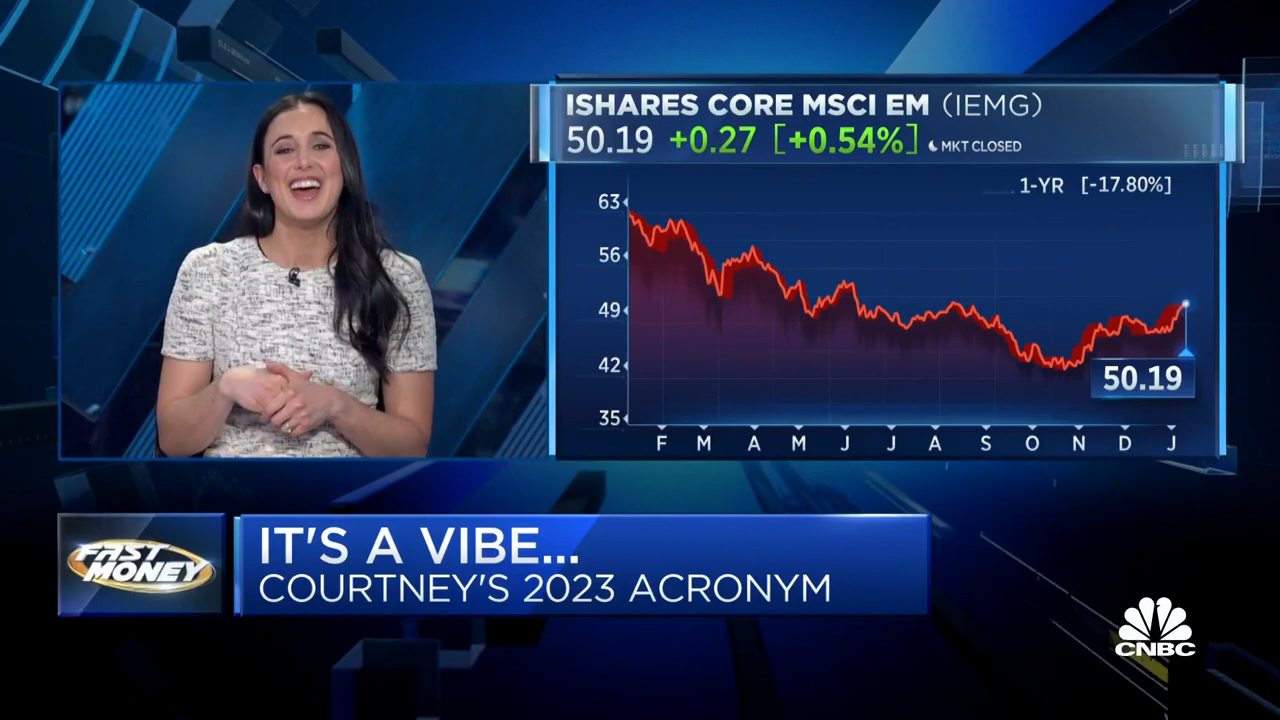 ISHARES CORE MSCI EM (IEMG)
50.19 +0.27 [+0.54%] MKT CLOSED
1-YR [-17.80%]
63
56
49
42
35
50.19
F M A M J J A S O N D J
FAST MONEY
IT'S A VIBE...
COURTNEY'S 2023 ACRONYM
CNBC